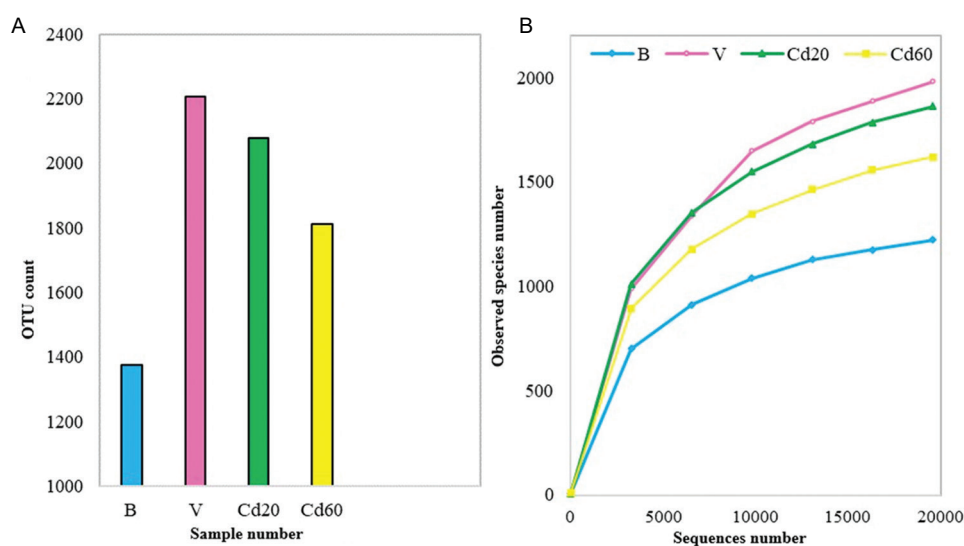 A
2400
2200
2000
1800
1600
1400
1200
1000
OTU count
B V Cd20 Cd60
Sample number
B
B V Cd20 Cd60
2000
1500
1000
500
0
Observed species number
0 5000 10000 15000 20000
Sequences number